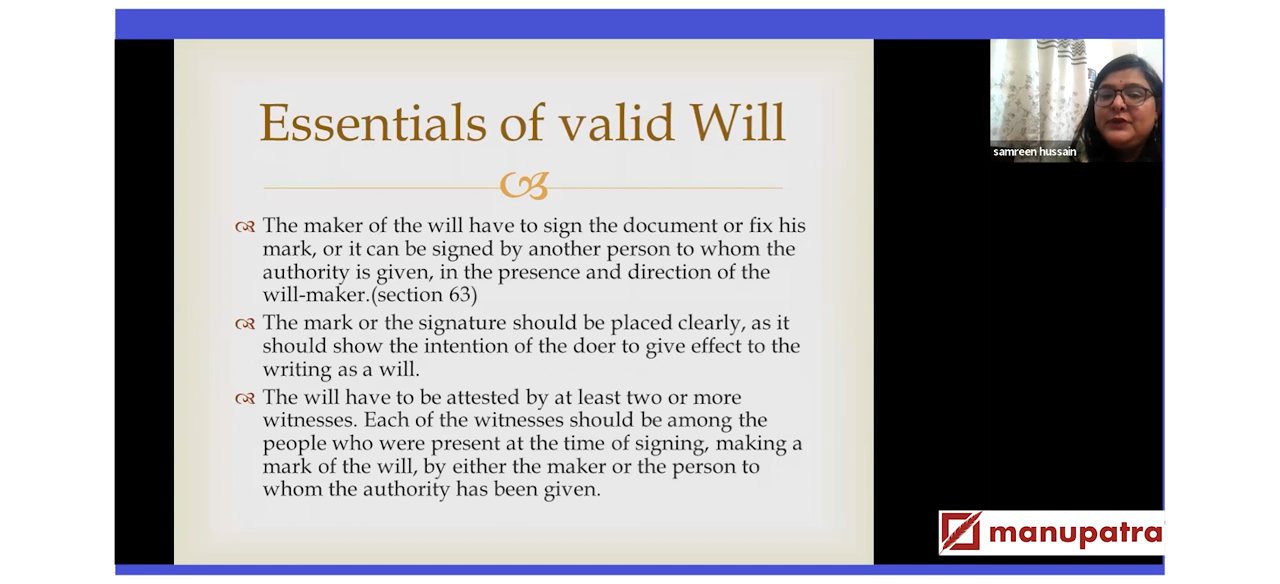 Essentials of valid Will
The maker of the will have to sign the document or fix his
mark, or it can be signed by another person to whom the
authority is given, in the presence and direction of the
will-maker.(section 63)
The mark or the signature should be placed clearly, as it
should show the intention of the doer to give effect to the
writing as a will.
The will have to be attested by at least two or more
witnesses. Each of the witnesses should be among the
people who were present at the time of signing, making a
mark of the will, by either the maker or the person to
whom the authority has been given.
samreen hussain
manupatra